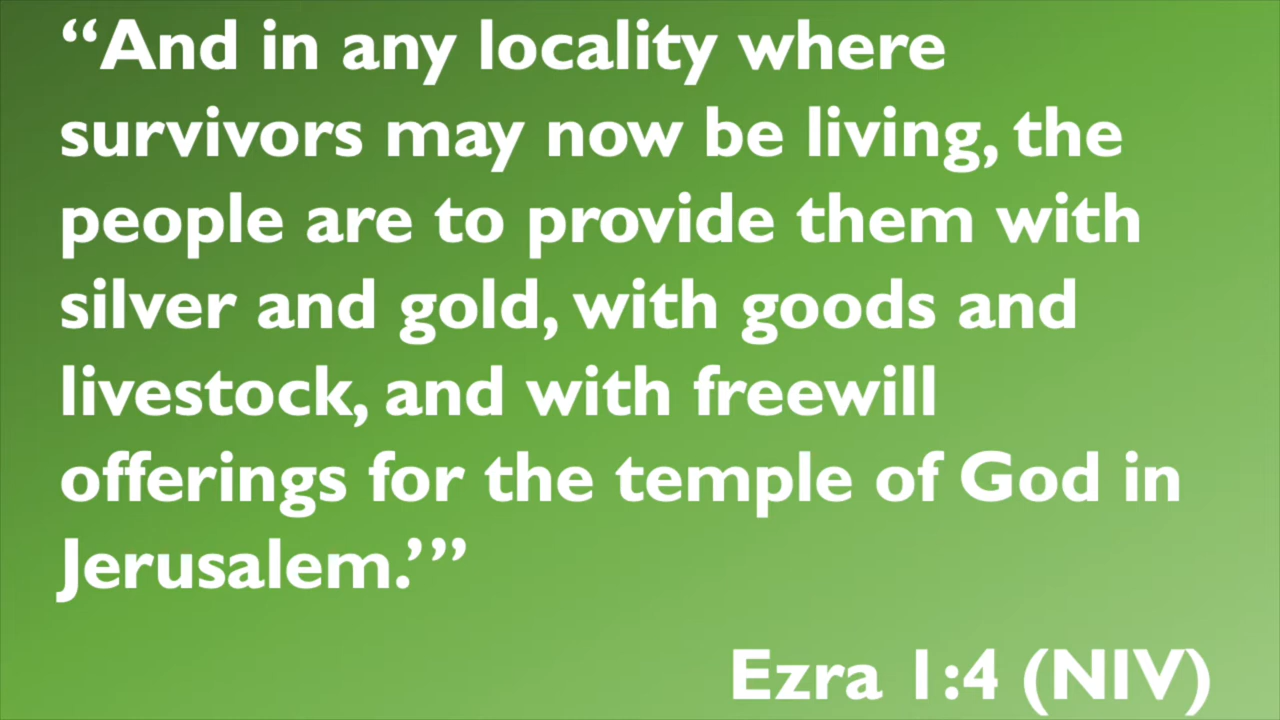 “And in any locality where
survivors may now be living, the
people are to provide them with
silver and gold, with goods and
livestock, and with freewill
offerings for the temple of God in
Jerusalem.’”
Ezra 1:4 (NIV)